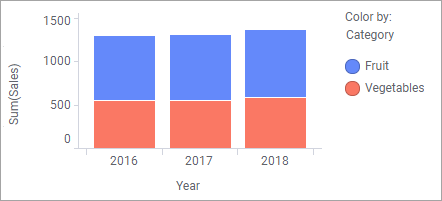 1500
1000
500
0
Sum(Sales)
2016 2017 2018
Year
Color by:
Category
Fruit
Vegetables